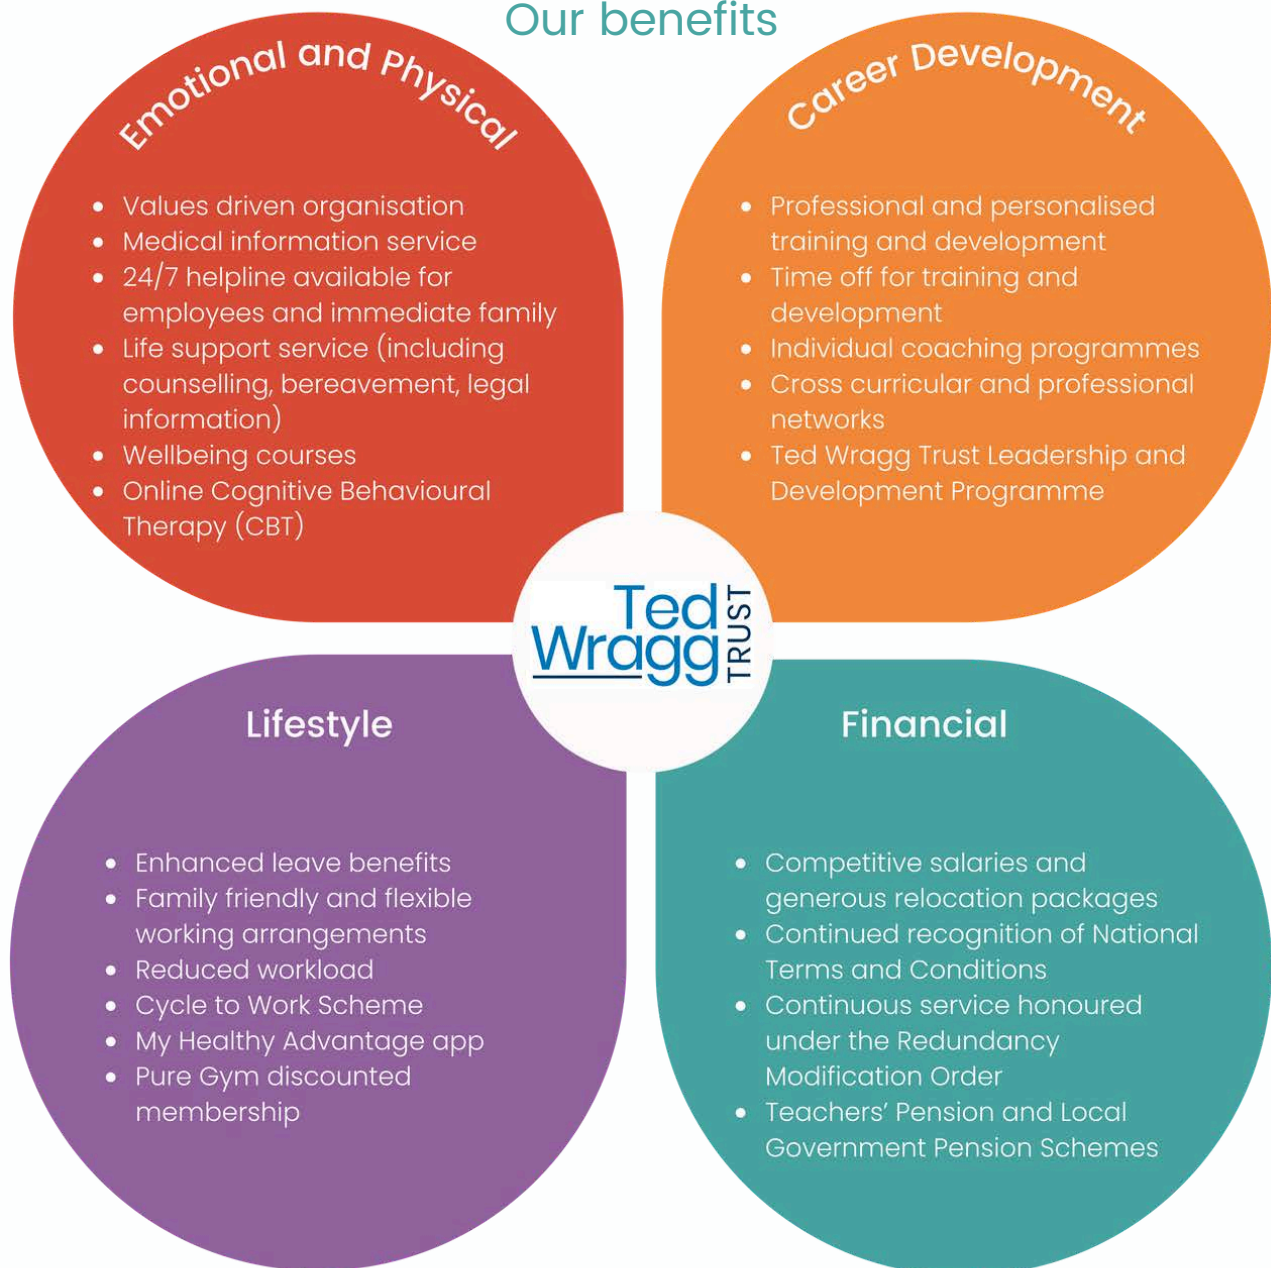 Our benefits
Emotional and Physical
• Values driven organisation
• Medical information service
• 24/7 helpline available for
employees and immediate family
• Life support service (including
counselling, bereavement, legal
information)
• Wellbeing courses
• Online Cognitive Behavioural
Therapy (CBT)
Career Development
• Professional and personalised
training and development
• Time off for training and
development
• Individual coaching programmes
• Cross curricular and professional
networks
• Ted Wragg Trust Leadership and
Development Programme
Ted
Wragg
TRUST
Lifestyle
• Enhanced leave benefits
• Family friendly and flexible
working arrangements
• Reduced workload
• Cycle to Work Scheme
• My Healthy Advantage app
• Pure Gym discounted
membership
Financial
• Competitive salaries and
generous relocation packages
• Continued recognition of National
Terms and Conditions
• Continuous service honoured
under the Redundancy
Modification Order
• Teachers’ Pension and Local
Government Pension Schemes